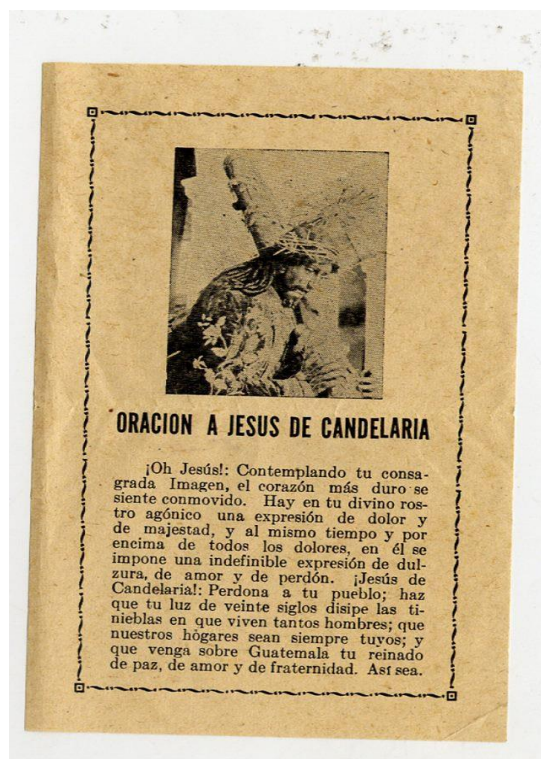 ORACION A JESUS DE CANDELARIA
¡Oh Jesús!: Contemplando tu consa-
grada Imagen, el corazón más duro se
siente conmovido. Hay en tu divino ros-
tro agónico una expresión de dolor y
de majestad, y al mismo tiempo y por
encima de todos los dolores, en él se
impone una indefinible expresión de dul-
zura, de amor y de perdón. ¡Jesús de
Candelaria!: Perdona a tu pueblo; haz
que tu luz de veinte siglos disipe las ti-
nieblas en que viven tantos hombres; que
nuestros hogares sean siempre tuyos; y
que venga sobre Guatemala tu reinado
de paz, de amor y de fraternidad. Así sea.